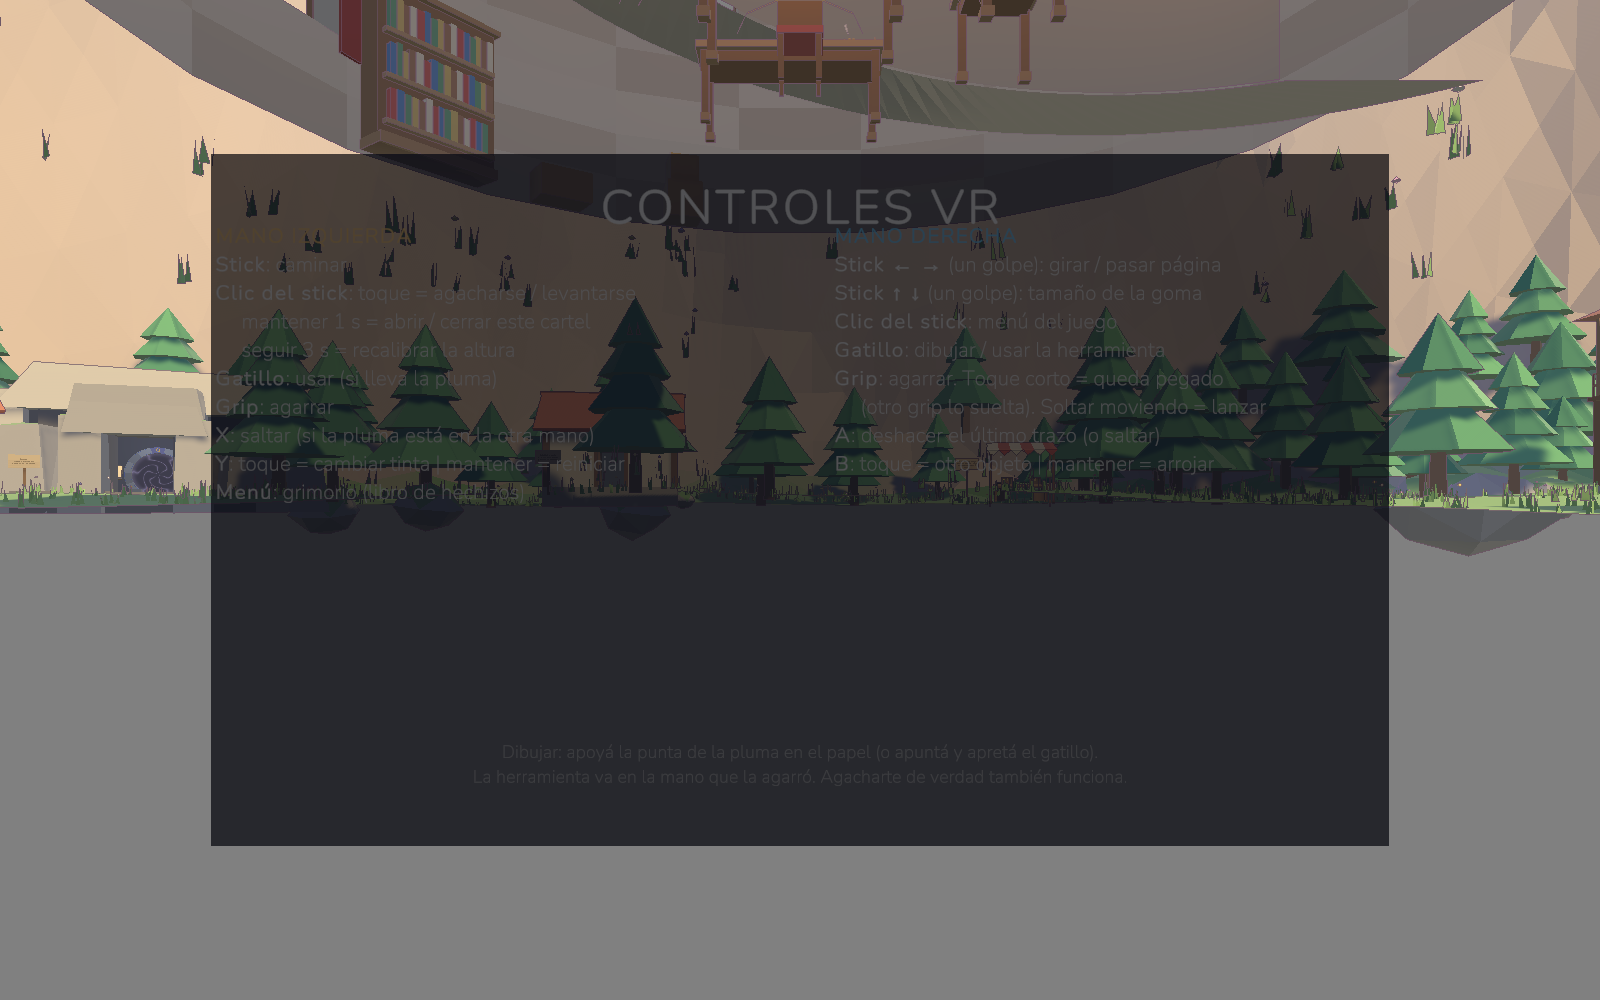 CONTROLES VR
MANO IZQUIERDA
Stick: caminar
Clic del stick: toque = agacharse / levantarse
mantener 1 s = abrir / cerrar este cartel
seguir 3 s = recalibrar la altura
Gatillo: usar (si lleva la pluma)
Grip: agarrar
X: saltar (si la pluma está en la otra mano)
Y: toque = cambiar tinta | mantener = reiniciar
Menú: grimorio (libro de hechizos)
MANO DERECHA
Stick ← → (un golpe): girar / pasar página
Stick ↑ ↓ (un golpe): tamaño de la goma
Clic del stick: menú del juego
Gatillo: dibujar / usar la herramienta
Grip: agarrar. Toque corto = queda pegado
(otro grip lo suelta). Soltar moviendo = lanzar
A: deshacer el último trazo (o saltar)
B: toque = otro objeto | mantener = arrojar
Dibujar: apoyá la punta de la pluma en el papel (o apuntá y apretá el gatillo).
La herramienta va en la mano que la agarró. Agacharte de verdad también funciona.